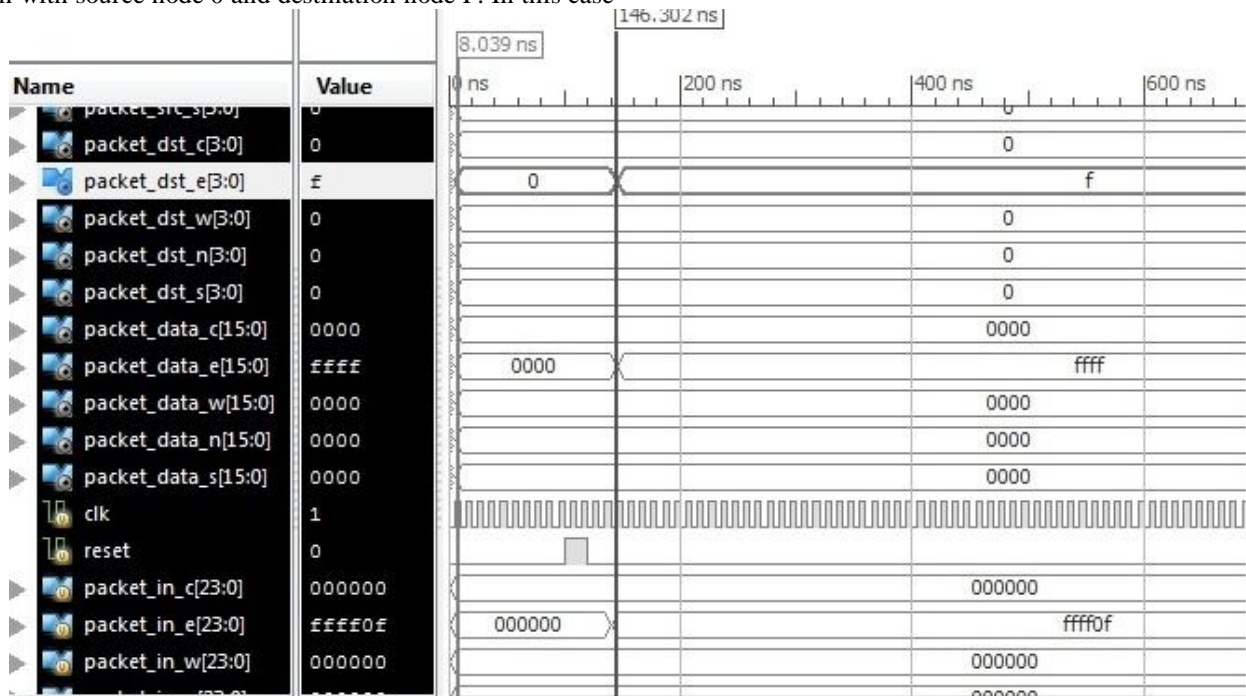 with source node 0 and destination node F. In this case
146.302 ns
8.039 ns
Name Value 0 ns 200 ns 400 ns 600 ns
packet_src_s[3:0] 0 0
packet_dst_c[3:0] 0 0
packet_dst_e[3:0] f 0 f
packet_dst_w[3:0] 0 0
packet_dst_n[3:0] 0 0
packet_dst_s[3:0] 0 0
packet_data_c[15:0] 0000 0000
packet_data_e[15:0] ffff 0000 ffff
packet_data_w[15:0] 0000 0000
packet_data_n[15:0] 0000 0000
packet_data_s[15:0] 0000 0000
clk 1
reset 0
packet_in_c[23:0] 000000 000000
packet_in_e[23:0] ffff0f 000000 ffff0f
packet_in_w[23:0] 000000 000000